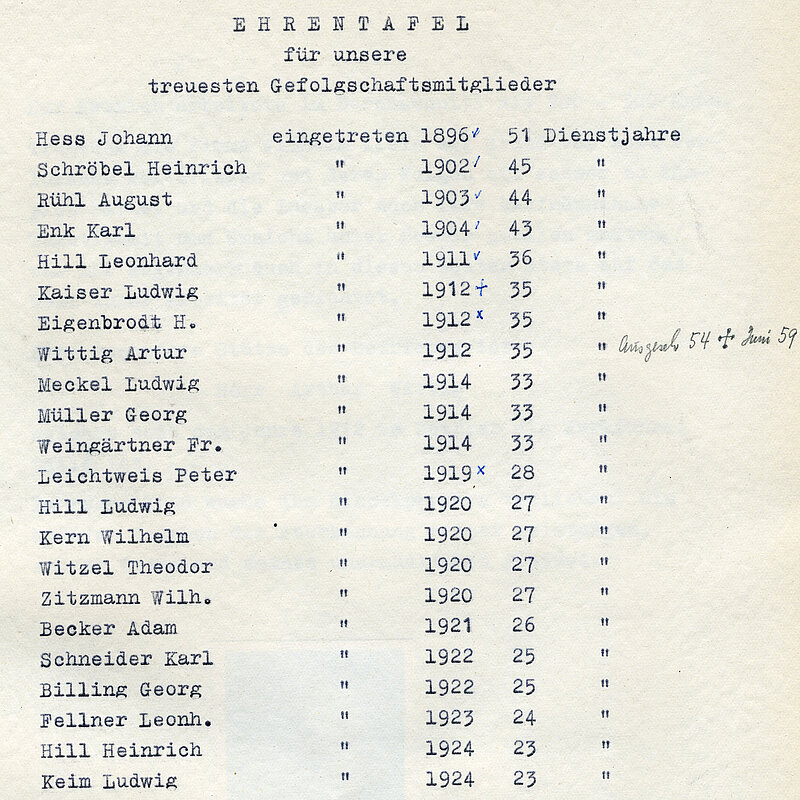 EHRENTAFEL
für unsere
treuesten Gefolgschaftsmitglieder
Hess Johann eingetreten 1896✓ 51 Dienstjahre
Schröbel Heinrich " 1902✓ 45 "
Rühl August " 1903✓ 44 "
Enk Karl " 1904✓ 43 "
Hill Leonhard " 1911✓ 36 "
Kaiser Ludwig " 1912+ 35 "
Eigenbrodt H. " 1912x 35 "
Wittig Artur " 1912 35 " Ausgesch 54 ✝ Juni 59
Meckel Ludwig " 1914 33 "
Müller Georg " 1914 33 "
Weingärtner Fr. " 1914 33 "
Leichtweis Peter " 1919x 28 "
Hill Ludwig " 1920 27 "
Kern Wilhelm " 1920 27 "
Witzel Theodor " 1920 27 "
Zitzmann Wilh. " 1920 27 "
Becker Adam " 1921 26 "
Schneider Karl " 1922 25 "
Billing Georg " 1922 25 "
Fellner Leonh. " 1923 24 "
Hill Heinrich " 1924 23 "
Keim Ludwig " 1924 23 "